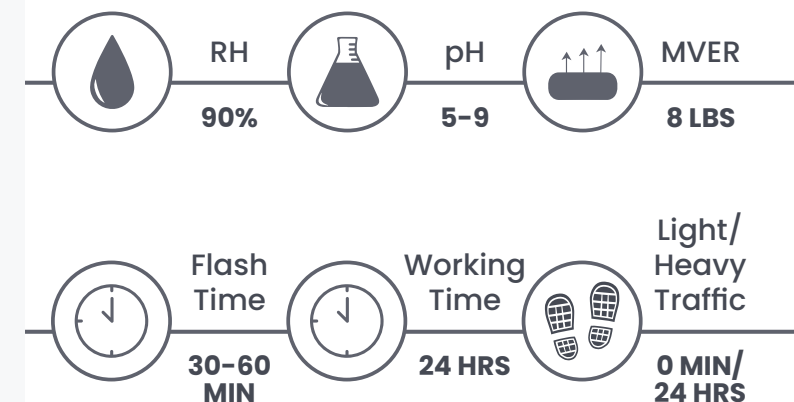 RH
pH
MVER
90%
5-9
8 LBS
Light/
Flash
Working
Heavy
Time
Time
Traffic
30-60
24 HRS
0 MIN/
MIN
24 HRS